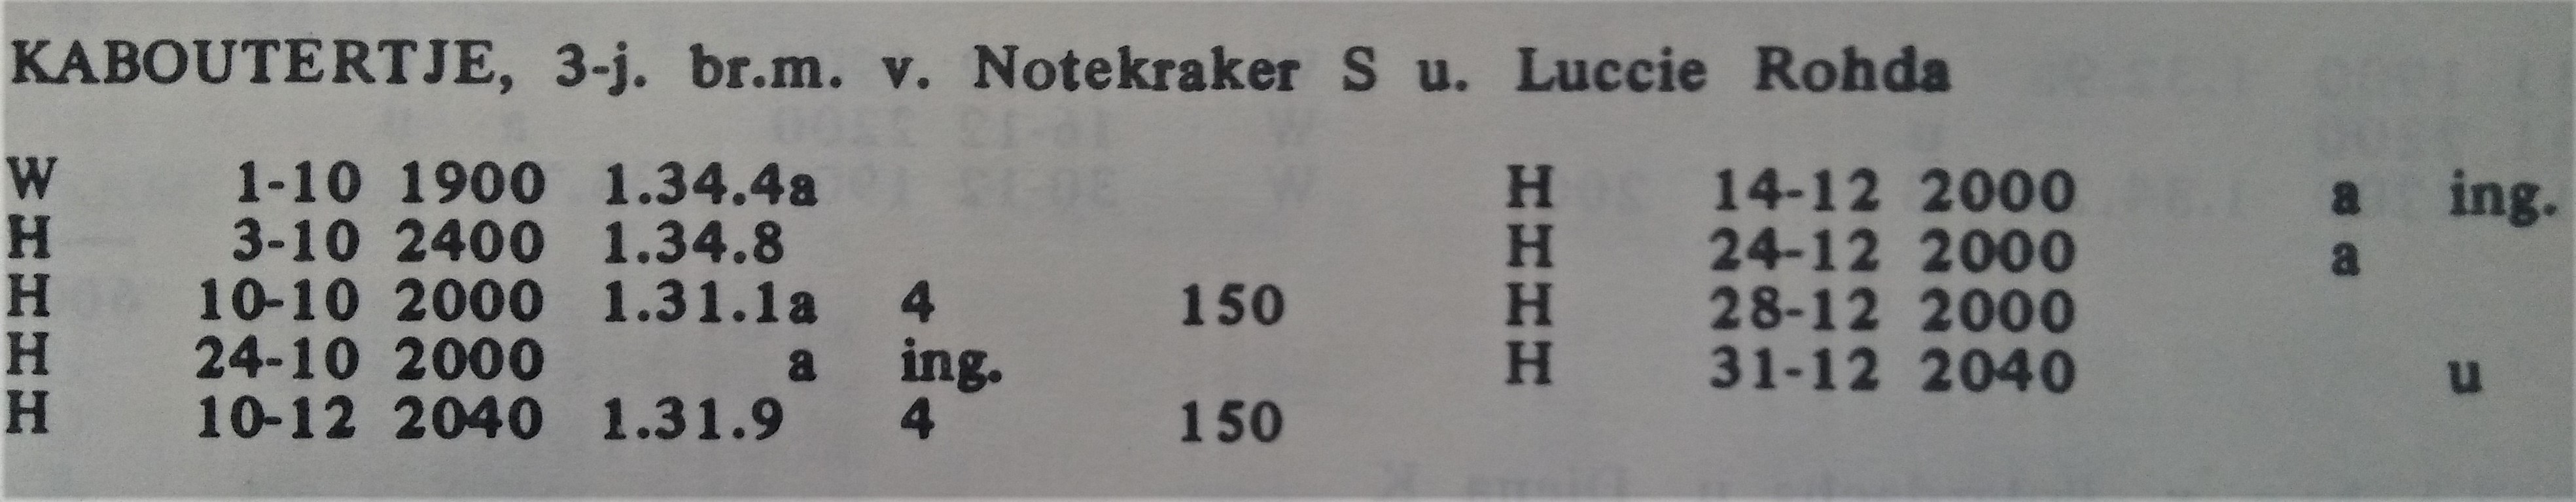 KABOUTERTJE, 3-j. br.m. v. Notekraker S u. Luccie Rohda
W 1-10 1900 1.34.4a
H 3-10 2400 1.34.8
H 10-10 2000 1.31.1a 4 150
H 24-10 2000 a ing.
H 10-12 2040 1.31.9 4 150
H 14-12 2000 a ing.
H 24-12 2000 a
H 28-12 2000
H 31-12 2040 u